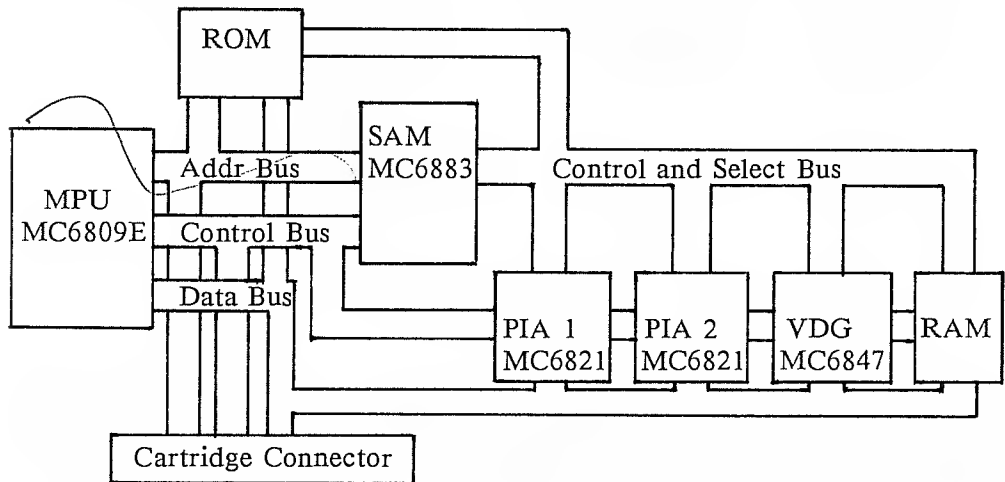 ROM
SAM
MC6883
Addr Bus
Control and Select Bus
MPU
MC6809E
Control Bus
Data Bus
PIA 1
MC6821
PIA 2
MC6821
VDG
MC6847
RAM
Cartridge Connector